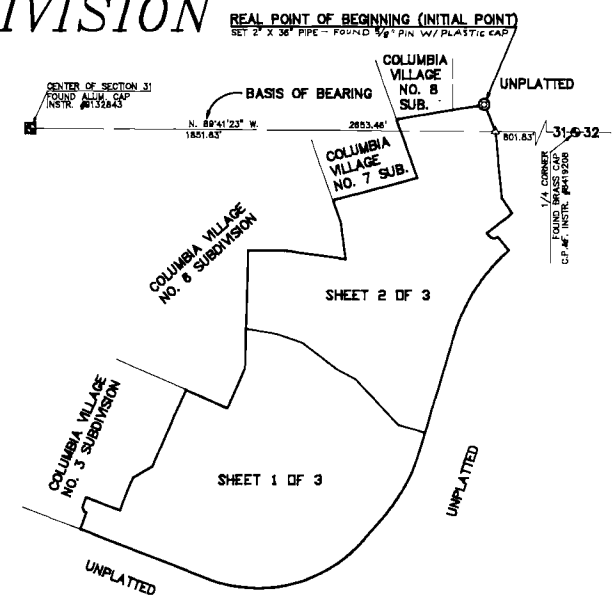 IVISION
REAL POINT OF BEGINNING (INITIAL POINT)
SET 2" X 36" PIPE - FOUND 5/8" PIN W/ PLASTIC CAP
COLUMBIA
VILLAGE
NO. 8
SUB.
UNPLATTED
CENTER OF SECTION 31
FOUND ALUM. CAP
INSTR. #9132843
BASIS OF BEARING
N. 89°41'23" W.
1851.63'
2653.46'
801.83'
31
32
1/4 CORNER
FOUND BRASS CAP
C.P.&F. INSTR. #8419208
COLUMBIA
VILLAGE
NO. 7 SUB.
COLUMBIA VILLAGE
NO. 6 SUBDIVISION
SHEET 2 OF 3
COLUMBIA VILLAGE
NO. 3 SUBDIVISION
SHEET 1 OF 3
UNPLATTED
UNPLATTED